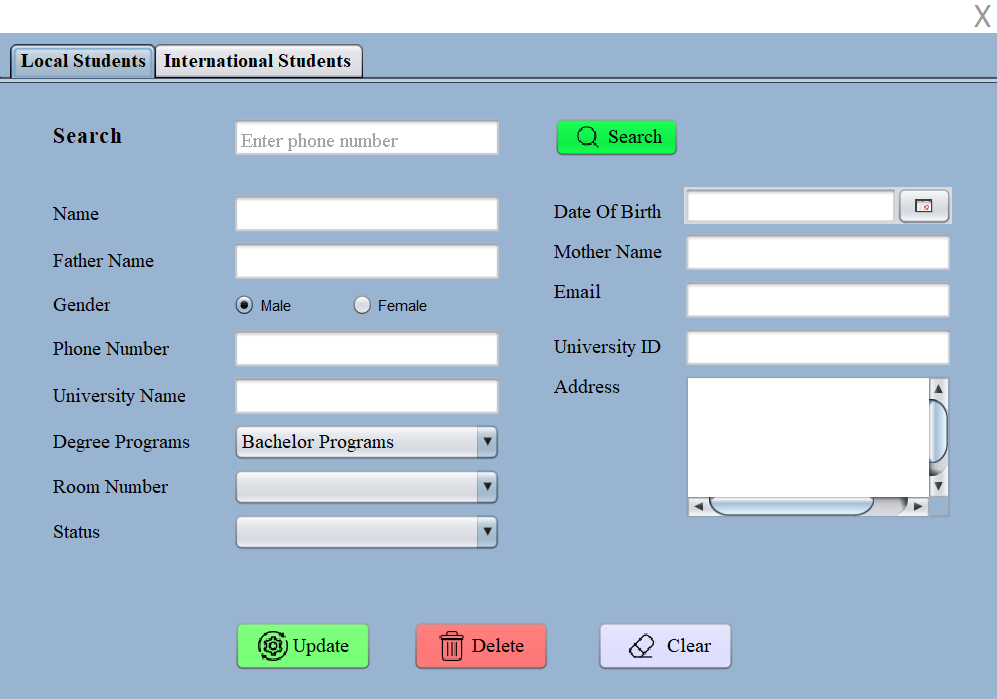 X
Local Students
International Students
Search
Enter phone number
Search
Name
Date Of Birth
Father Name
Mother Name
Gender
Male
Female
Email
Phone Number
University ID
University Name
Address
Degree Programs
Bachelor Programs
Room Number
Status
Update
Delete
Clear